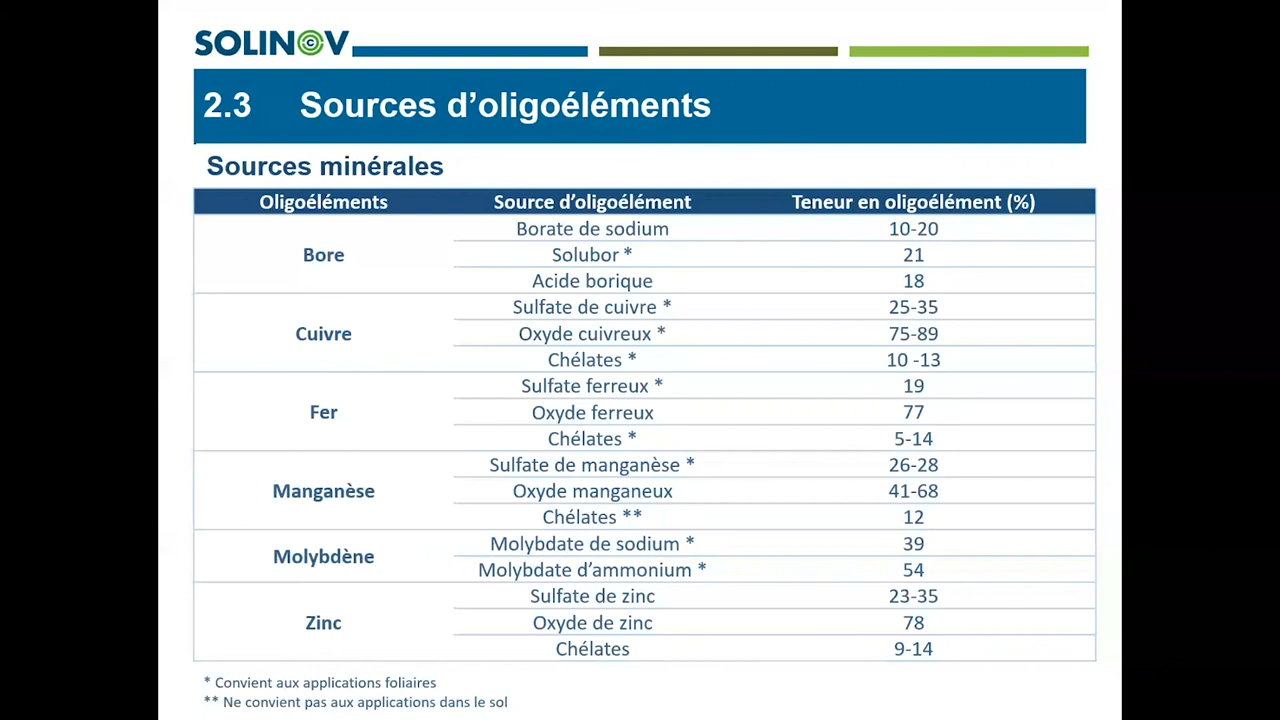 SOLINOV
2.3 Sources d’oligoéléments
Sources minérales
Oligoéléments Source d’oligoélément Teneur en oligoélément (%)
Bore
Borate de sodium 10-20
Solubor * 21
Acide borique 18
Cuivre
Sulfate de cuivre * 25-35
Oxyde cuivreux * 75-89
Chélates * 10 -13
Fer
Sulfate ferreux * 19
Oxyde ferreux 77
Chélates * 5-14
Manganèse
Sulfate de manganèse * 26-28
Oxyde manganeux 41-68
Chélates ** 12
Molybdène
Molybdate de sodium * 39
Molybdate d’ammonium * 54
Zinc
Sulfate de zinc 23-35
Oxyde de zinc 78
Chélates 9-14
* Convient aux applications foliaires
** Ne convient pas aux applications dans le sol